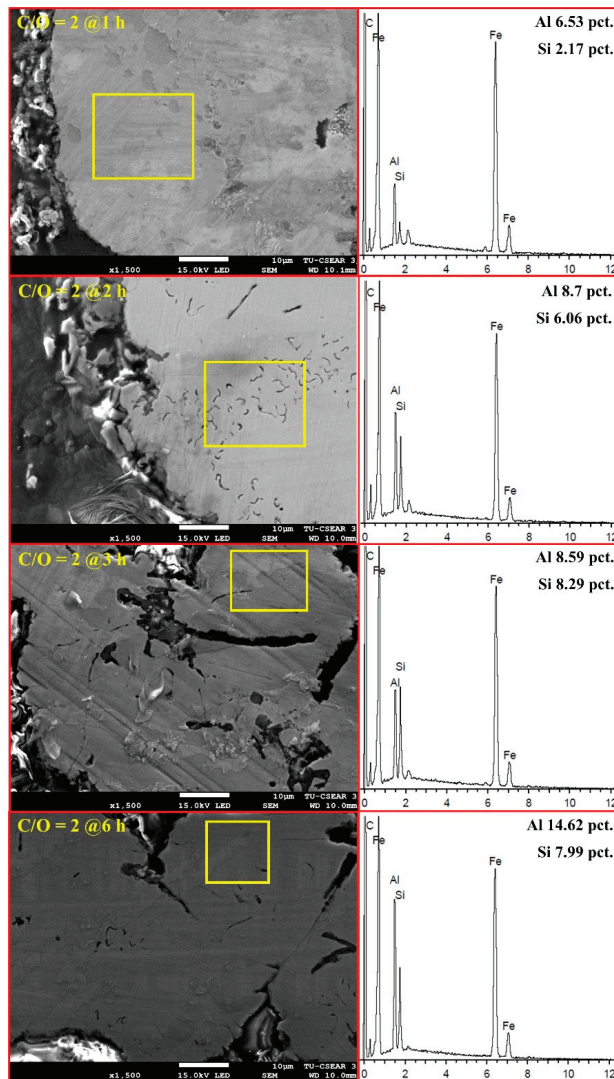 C/O = 2 @1 h
10μm TU-CSEAR 3
x1,500 15.0kV LED SEM WD 10.1mm
Al 6.53 pct.
Si 2.17 pct.
C
Fe
Fe
Al
Si
Fe
0 2 4 6 8 10 12
C/O = 2 @2 h
10μm TU-CSEAR 3
x1,500 15.0kV LED SEM WD 10.0mm
Al 8.7 pct.
Si 6.06 pct.
C
Fe
Fe
Al
Si
Fe
0 2 4 6 8 10 12
C/O = 2 @3 h
10μm TU-CSEAR 3
x1,500 15.0kV LED SEM WD 10.0mm
Al 8.59 pct.
Si 8.29 pct.
C
Fe
Fe
Si
Al
Fe
0 2 4 6 8 10 12
C/O = 2 @6 h
10μm TU-CSEAR 3
x1,500 15.0kV LED SEM WD 10.0mm
Al 14.62 pct.
Si 7.99 pct.
C
Fe
Fe
Al
Si
Fe
0 2 4 6 8 10 12